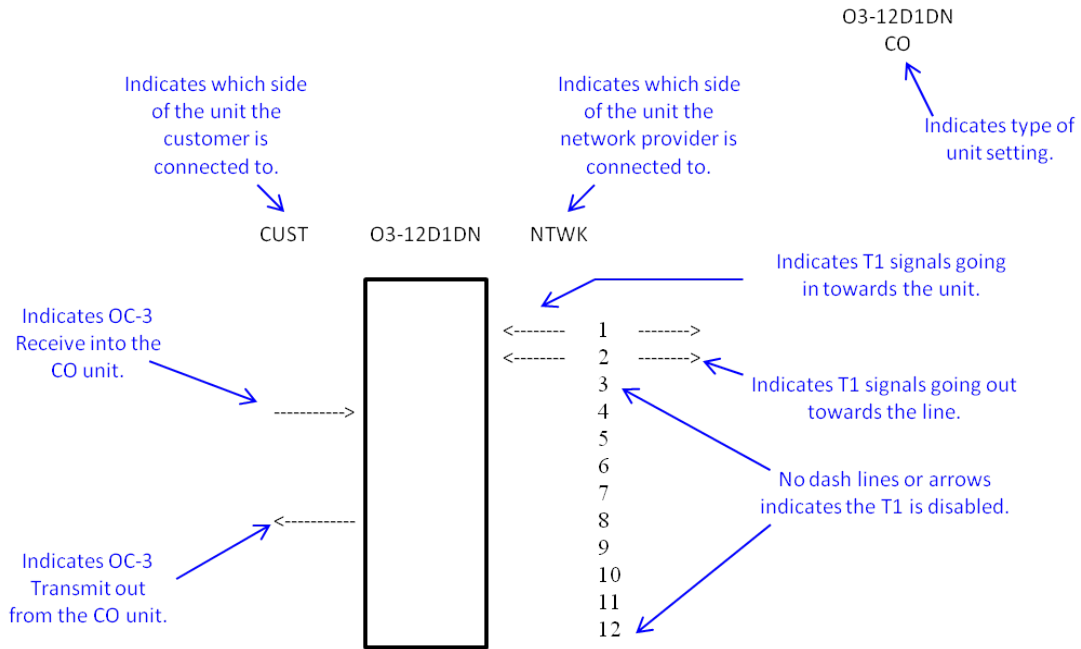 O3-12D1DN
CO
Indicates which side
of the unit the
customer is
connected to.
Indicates which side
of the unit the
network provider is
connected to.
Indicates type of
unit setting.
CUST O3-12D1DN NTWK
Indicates T1 signals going
in towards the unit.
Indicates OC-3
Receive into the
CO unit.
<-------- 1 -------->
<-------- 2 -------->
3
Indicates T1 signals going out
towards the line.
----------> 4
5
6
7
No dash lines or arrows
indicates the T1 is disabled.
<---------- 8
9
10
11
12
Indicates OC-3
Transmit out
from the CO unit.